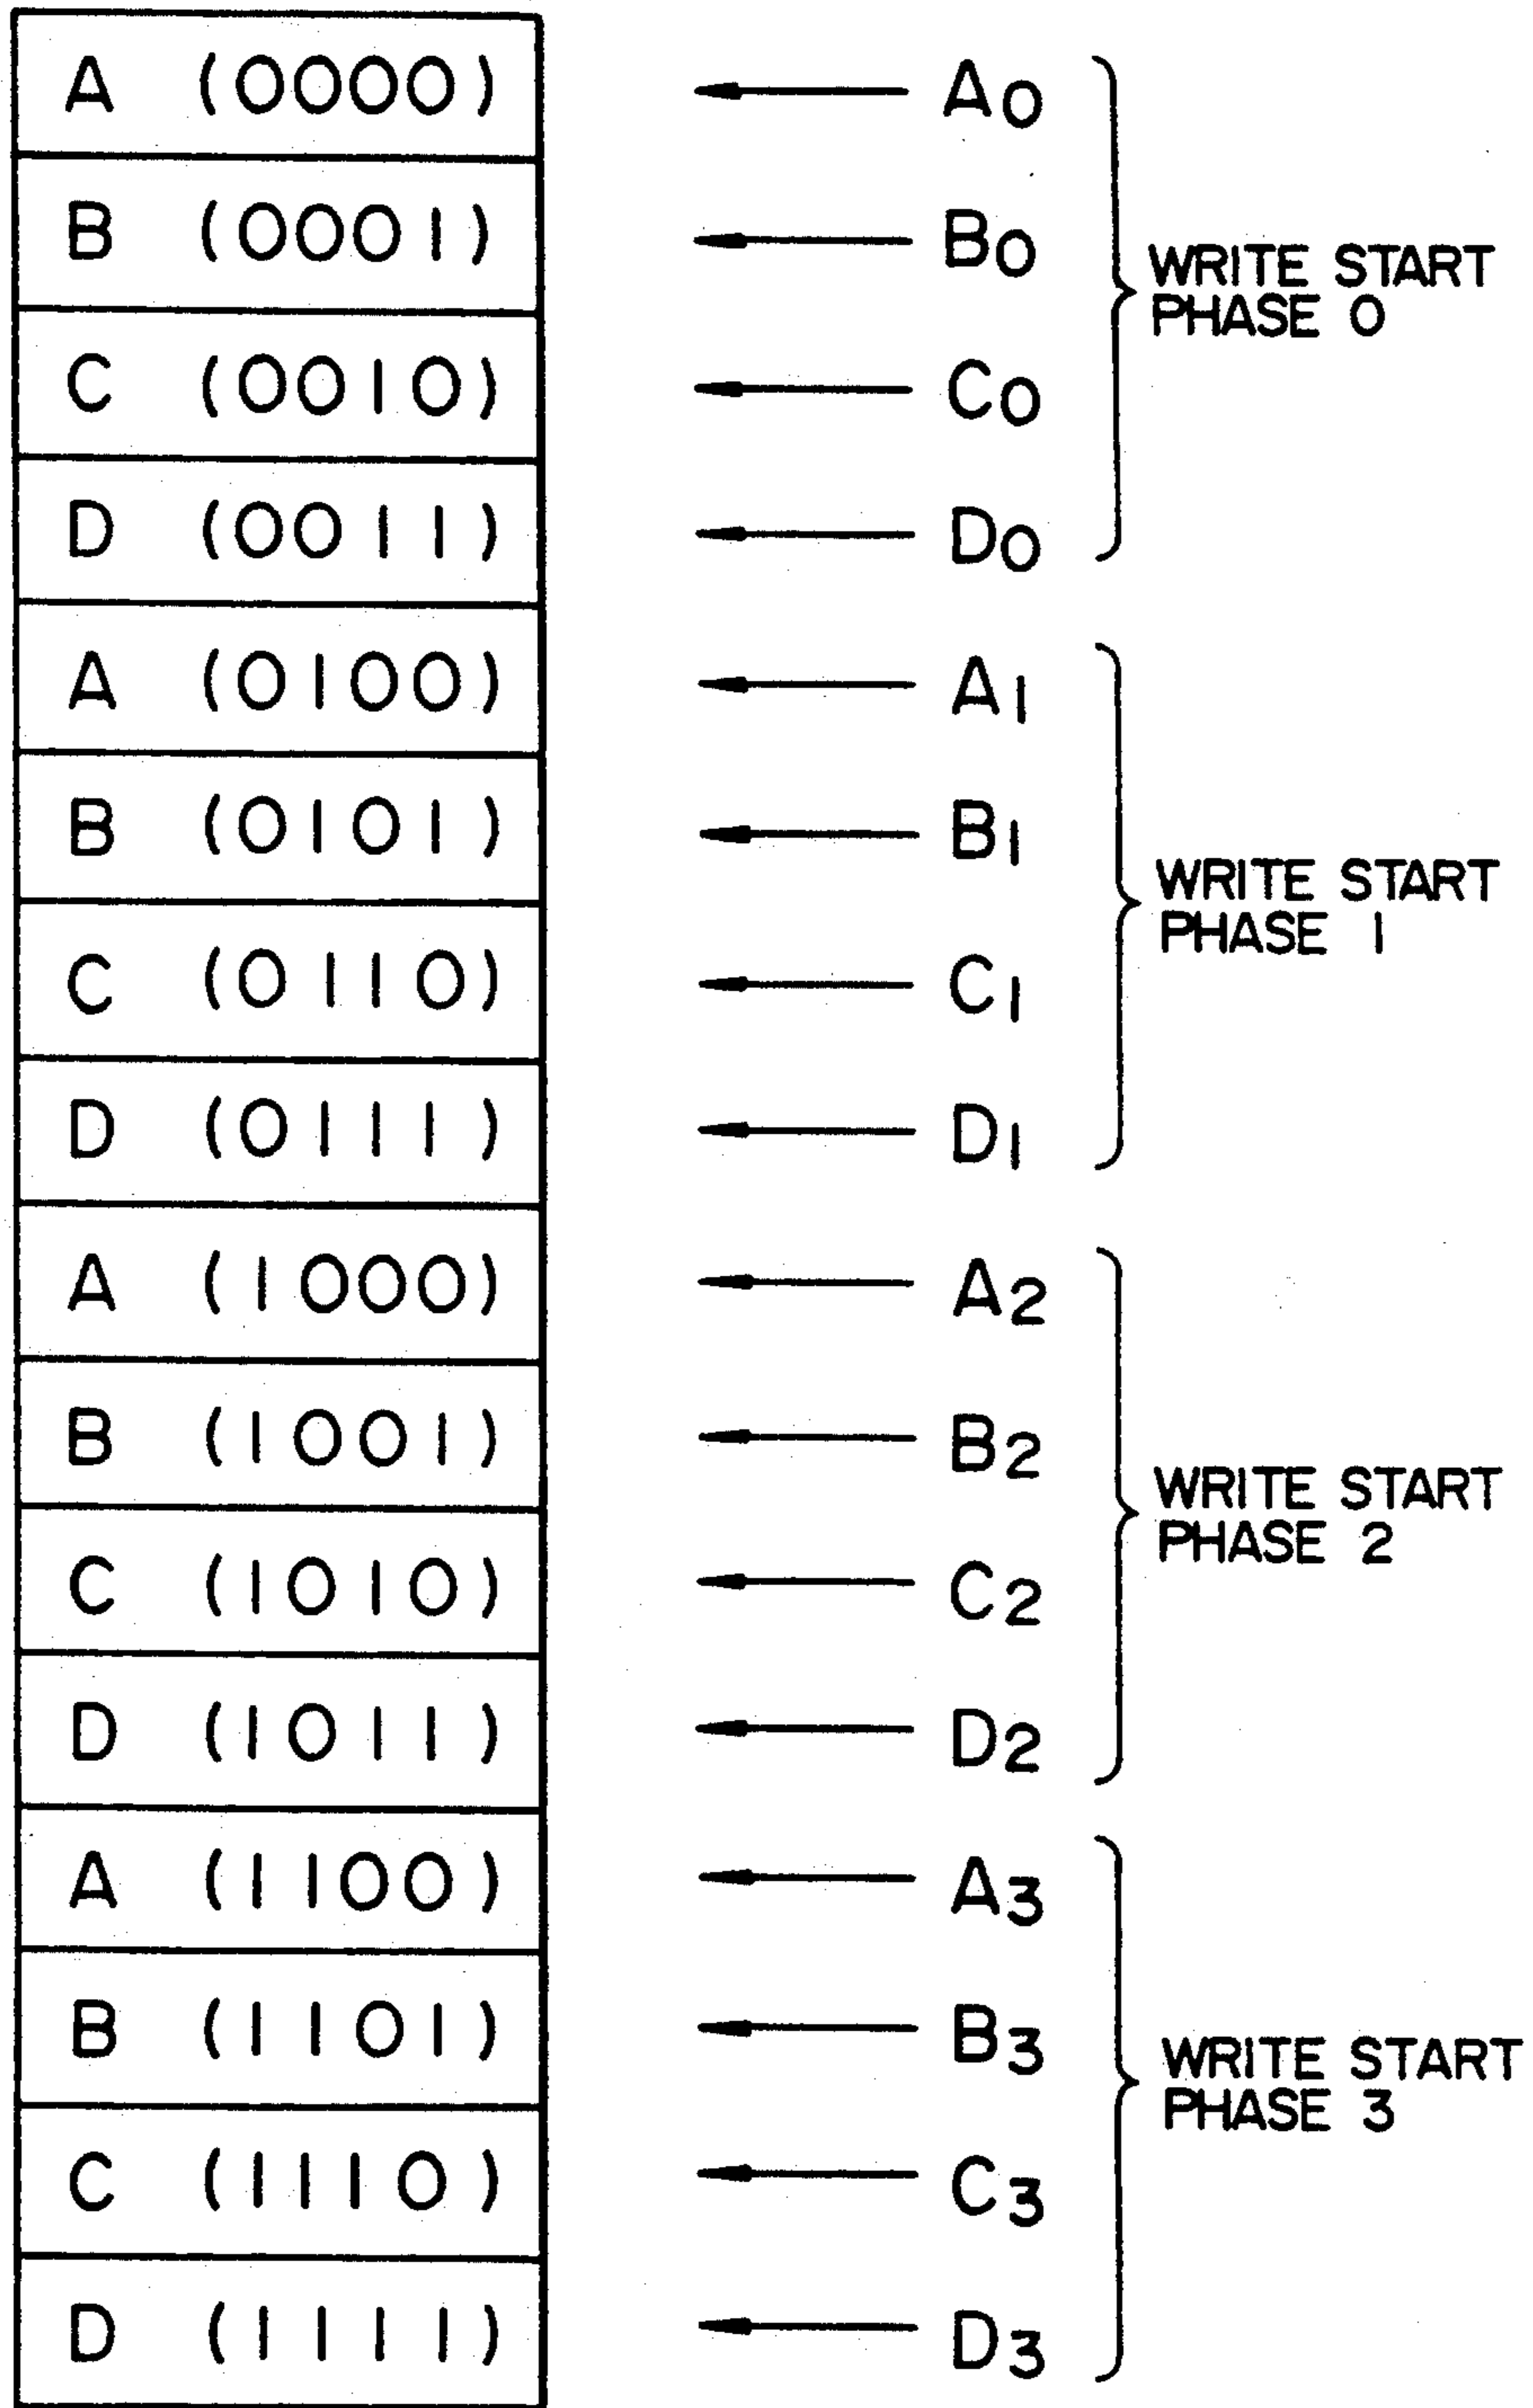 A (0000) A0
B (0001) B0
WRITE START
PHASE 0
C (0010) C0
D (0011) D0
A (0100) A1
B (0101) B1
WRITE START
PHASE 1
C (0110) C1
D (0111) D1
A (1000) A2
B (1001) B2
WRITE START
PHASE 2
C (1010) C2
D (1011) D2
A (1100) A3
B (1101) B3
WRITE START
PHASE 3
C (1110) C3
D (1111) D3